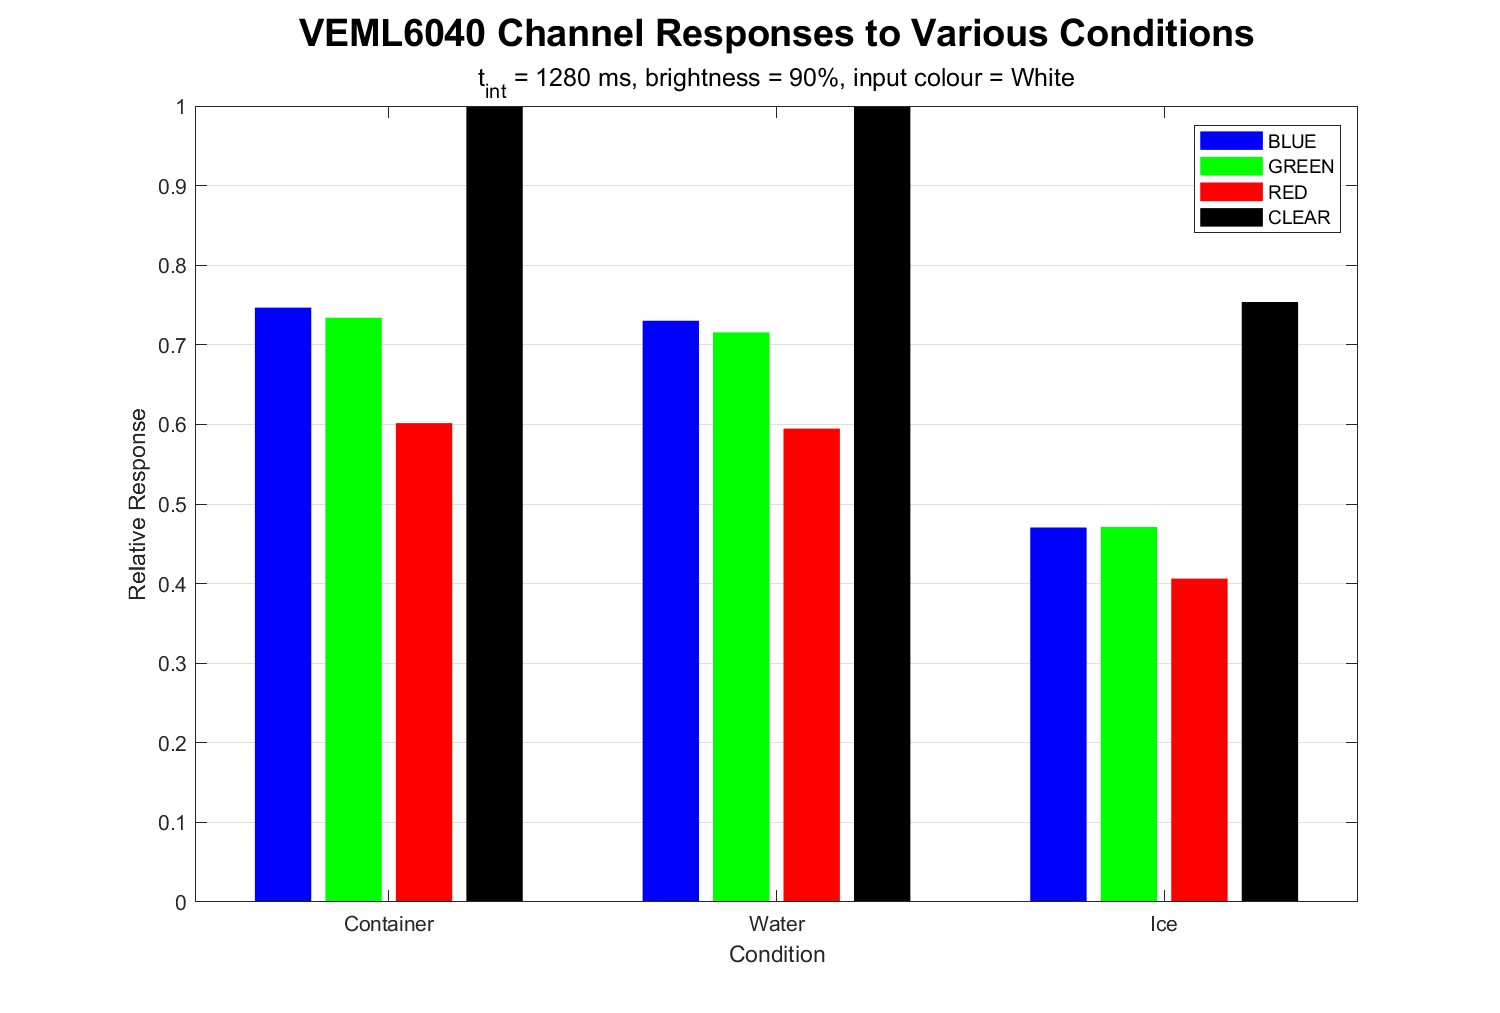 VEML6040 Channel Responses to Various Conditions
t_int = 1280 ms, brightness = 90%, input colour = White
1
0.9
0.8
0.7
0.6
0.5
0.4
0.3
0.2
0.1
0
Relative Response
BLUE
GREEN
RED
CLEAR
Container Water Ice
Condition